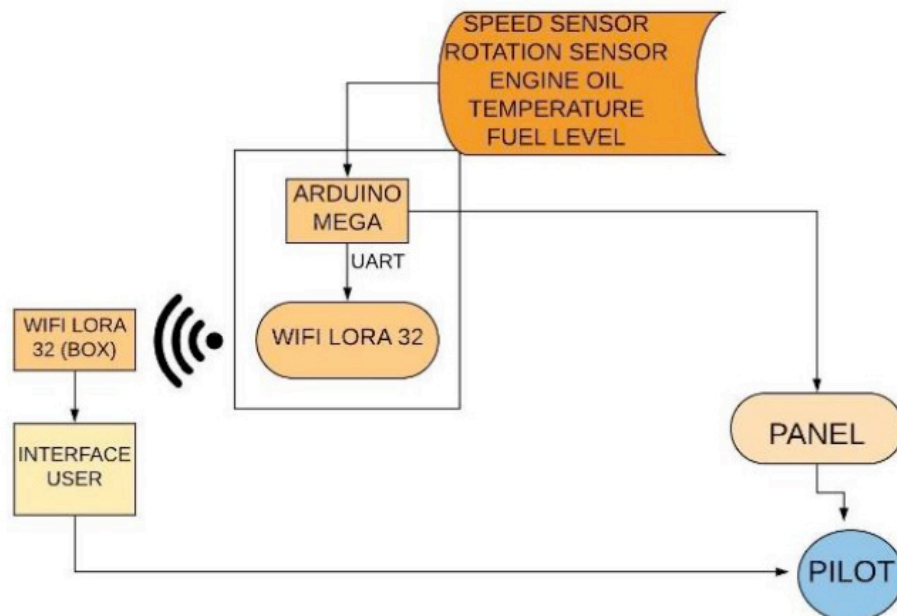 SPEED SENSOR
ROTATION SENSOR
ENGINE OIL
TEMPERATURE
FUEL LEVEL
ARDUINO
MEGA
UART
WIFI LORA 32
WIFI LORA
32 (BOX)
INTERFACE
USER
PANEL
PILOT